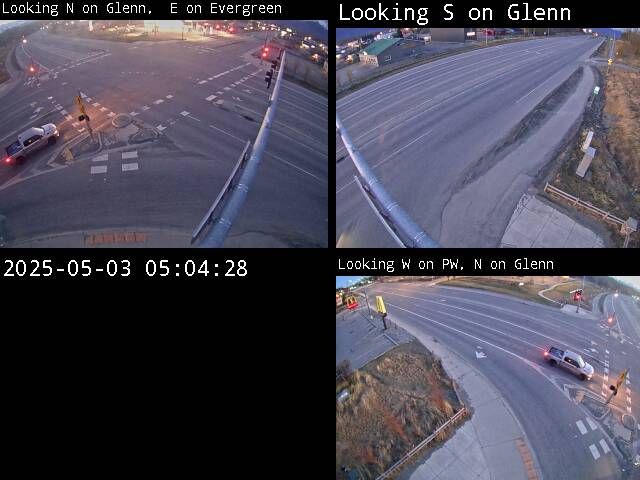 Looking N on Glenn, E on Evergreen
Looking S on Glenn
2025-05-03 05:04:28
Looking W on PW, N on Glenn